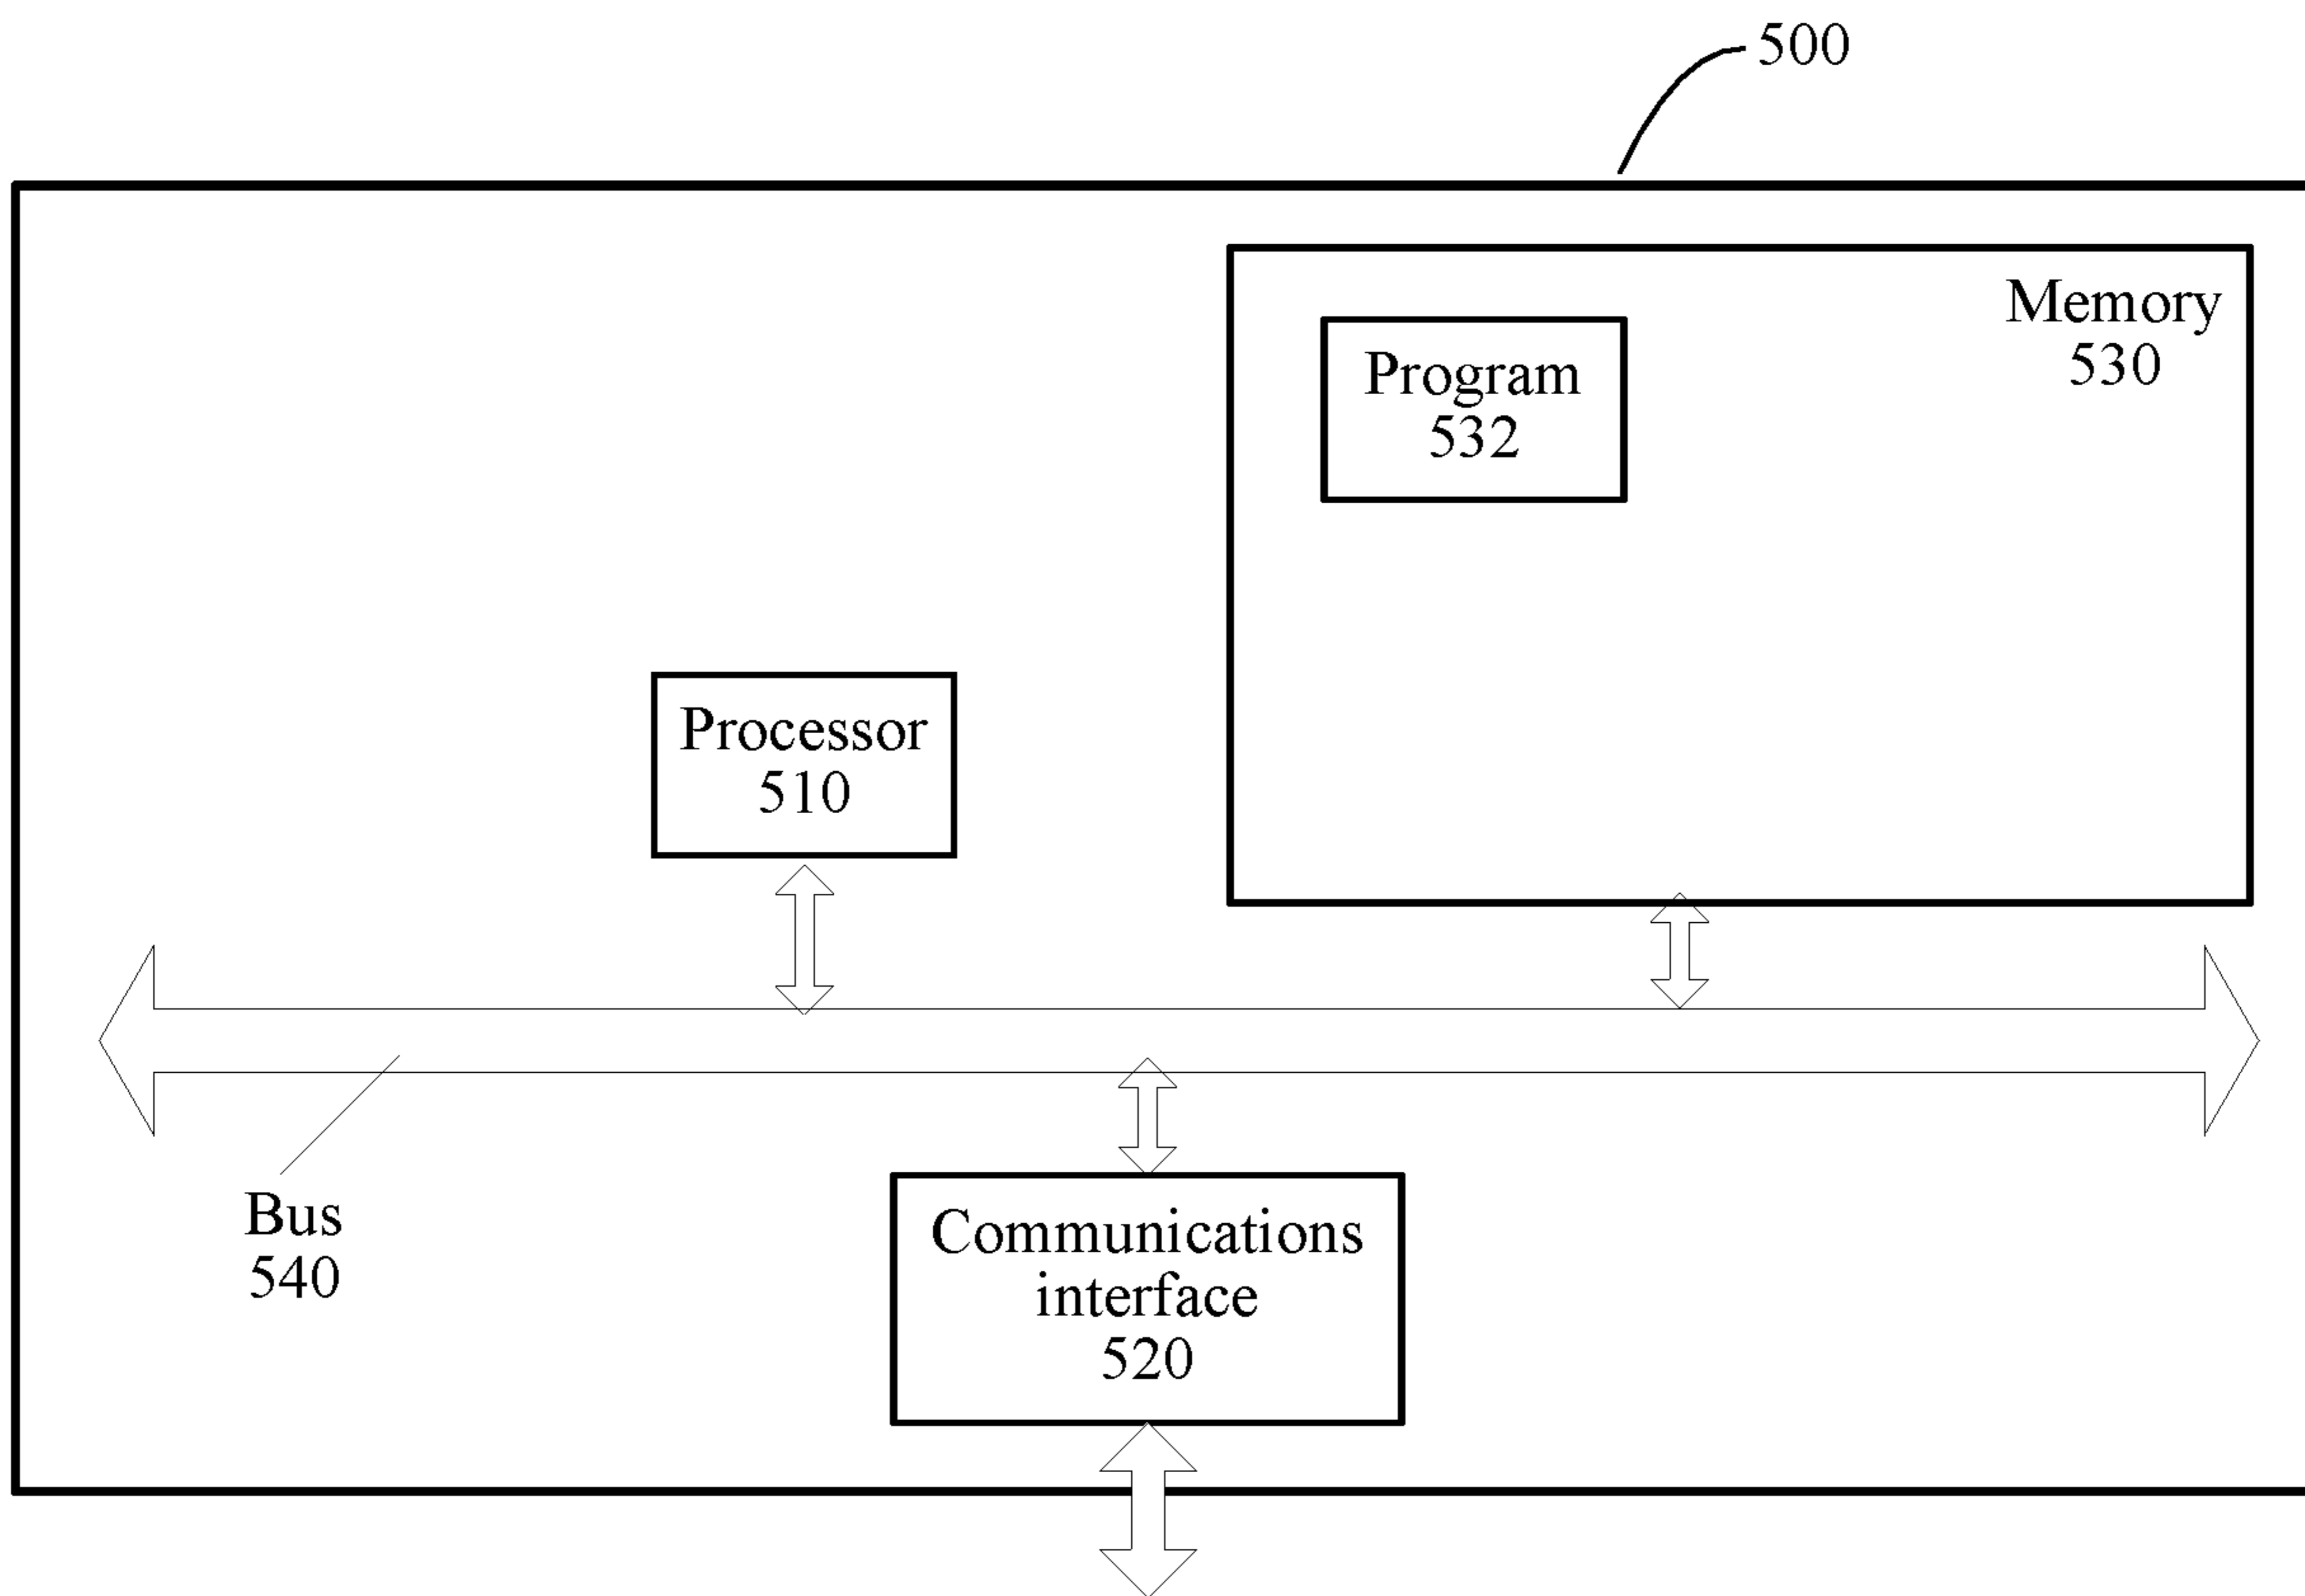 500
Memory
530
Program
532
Processor
510
Bus
540
Communications
interface
520